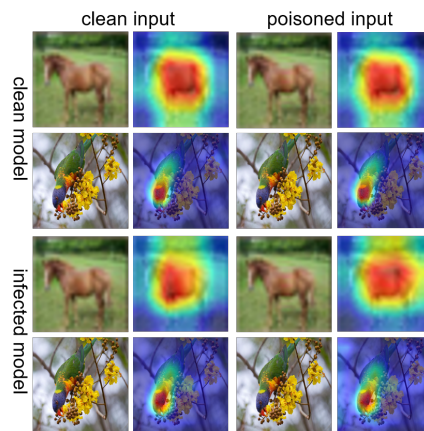 clean input
poisoned input
clean model
infected model